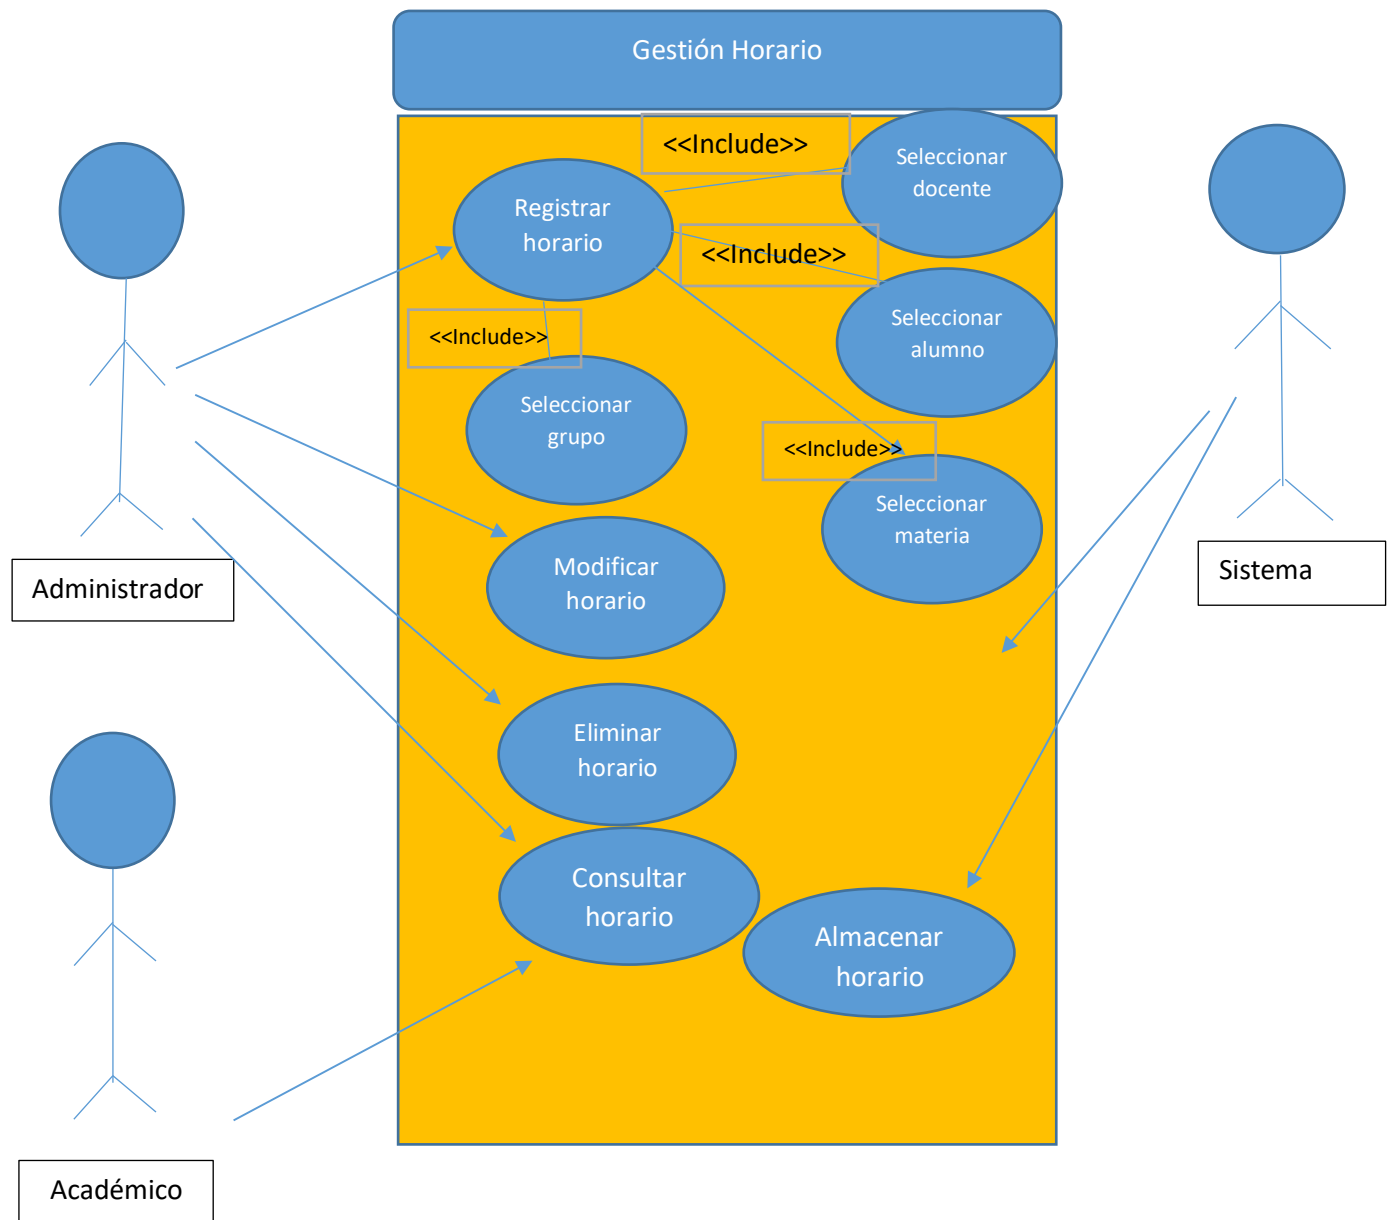 Gestión Horario
<<Include>>
Seleccionar
docente
Registrar
horario
<<Include>>
<<Include>>
Seleccionar
alumno
Seleccionar
grupo
<<Include>>
Seleccionar
materia
Modificar
horario
Administrador
Sistema
Eliminar
horario
Consultar
horario
Almacenar
horario
Académico